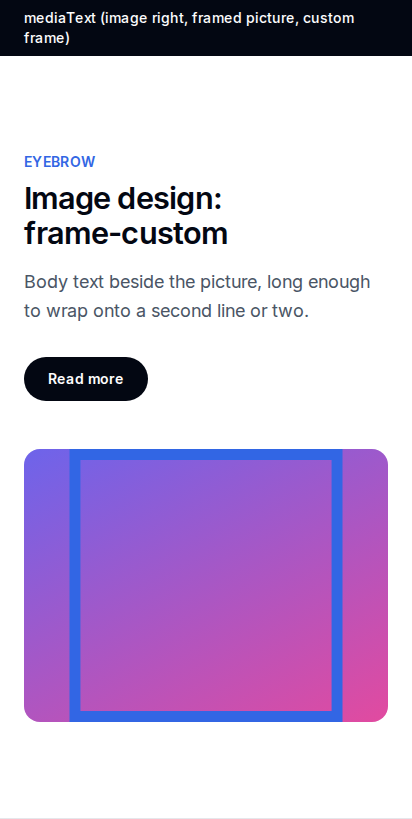 mediaText (image right, framed picture, custom
frame)
EYEBROW
Image design:
frame-custom
Body text beside the picture, long enough
to wrap onto a second line or two.
Read more